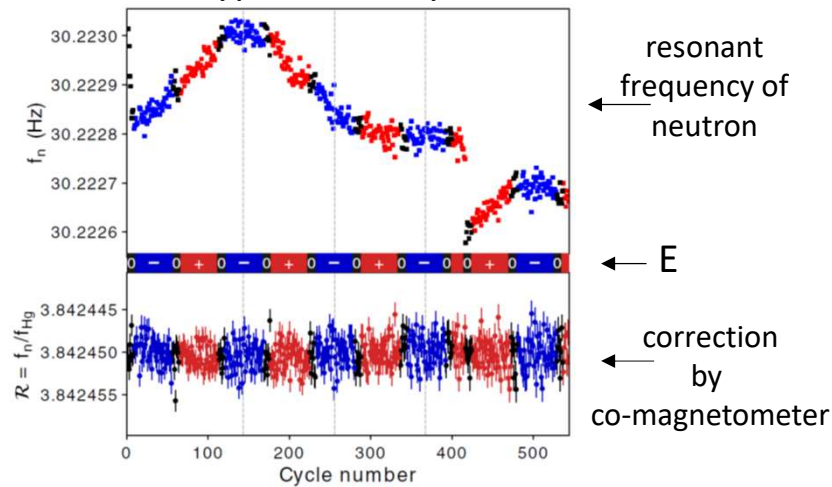 30.2230
30.2229
30.2228
30.2227
30.2226
fn (Hz)
resonant
frequency of
neutron
0 − 0 + 0 − 0 + 0 − 0 + 0 − 0 0 + 0 − 0
E
3.842445
3.842450
3.842455
R = fn/fHg
correction
by
co-magnetometer
0 100 200 300 400 500
Cycle number